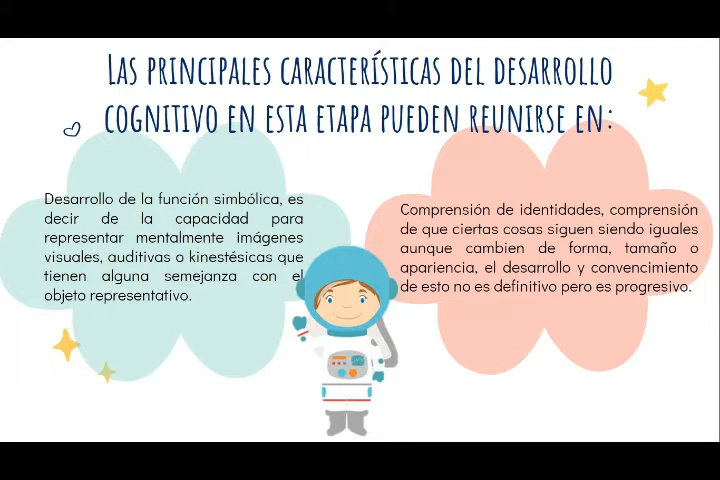 Las principales características del desarrollo
cognitivo en esta etapa pueden reunirse en:
Desarrollo de la función simbólica, es
decir de la capacidad para
representar mentalmente imágenes
visuales, auditivas o kinestésicas que
tienen alguna semejanza con el
objeto representativo.
Comprensión de identidades, comprensión
de que ciertas cosas siguen siendo iguales
aunque cambien de forma, tamaño o
apariencia, el desarrollo y convencimiento
de esto no es definitivo pero es progresivo.